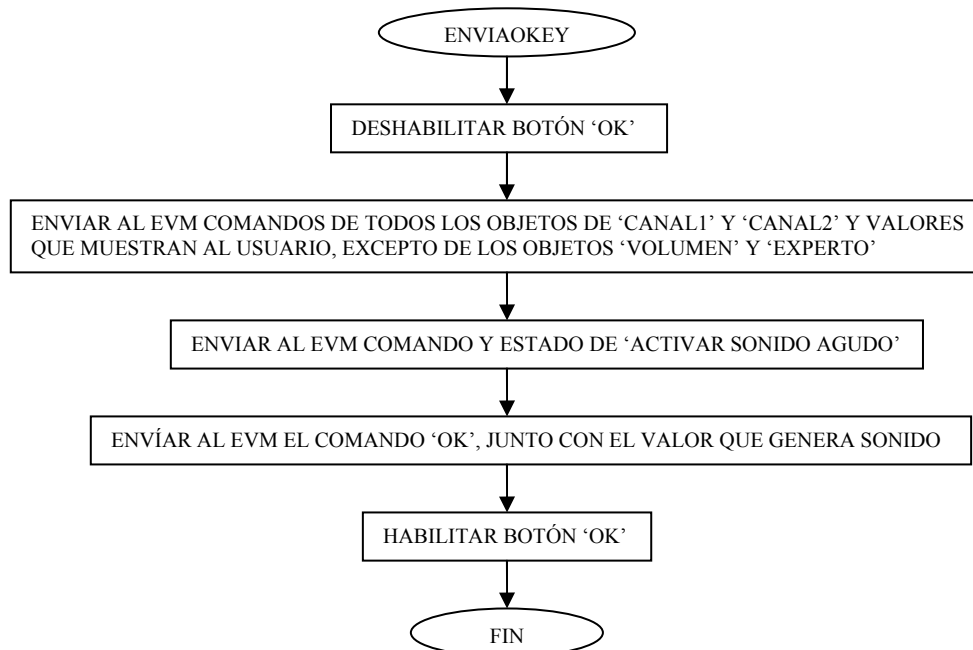 ENVIAOKEY
DESHABILITAR BOTÓN ‘OK’
ENVIAR AL EVM COMANDOS DE TODOS LOS OBJETOS DE ‘CANAL1’ Y ‘CANAL2’ Y VALORES
QUE MUESTRAN AL USUARIO, EXCEPTO DE LOS OBJETOS ‘VOLUMEN’ Y ‘EXPERTO’
ENVIAR AL EVM COMANDO Y ESTADO DE ‘ACTIVAR SONIDO AGUDO’
ENVÍAR AL EVM EL COMANDO ‘OK’, JUNTO CON EL VALOR QUE GENERA SONIDO
HABILITAR BOTÓN ‘OK’
FIN